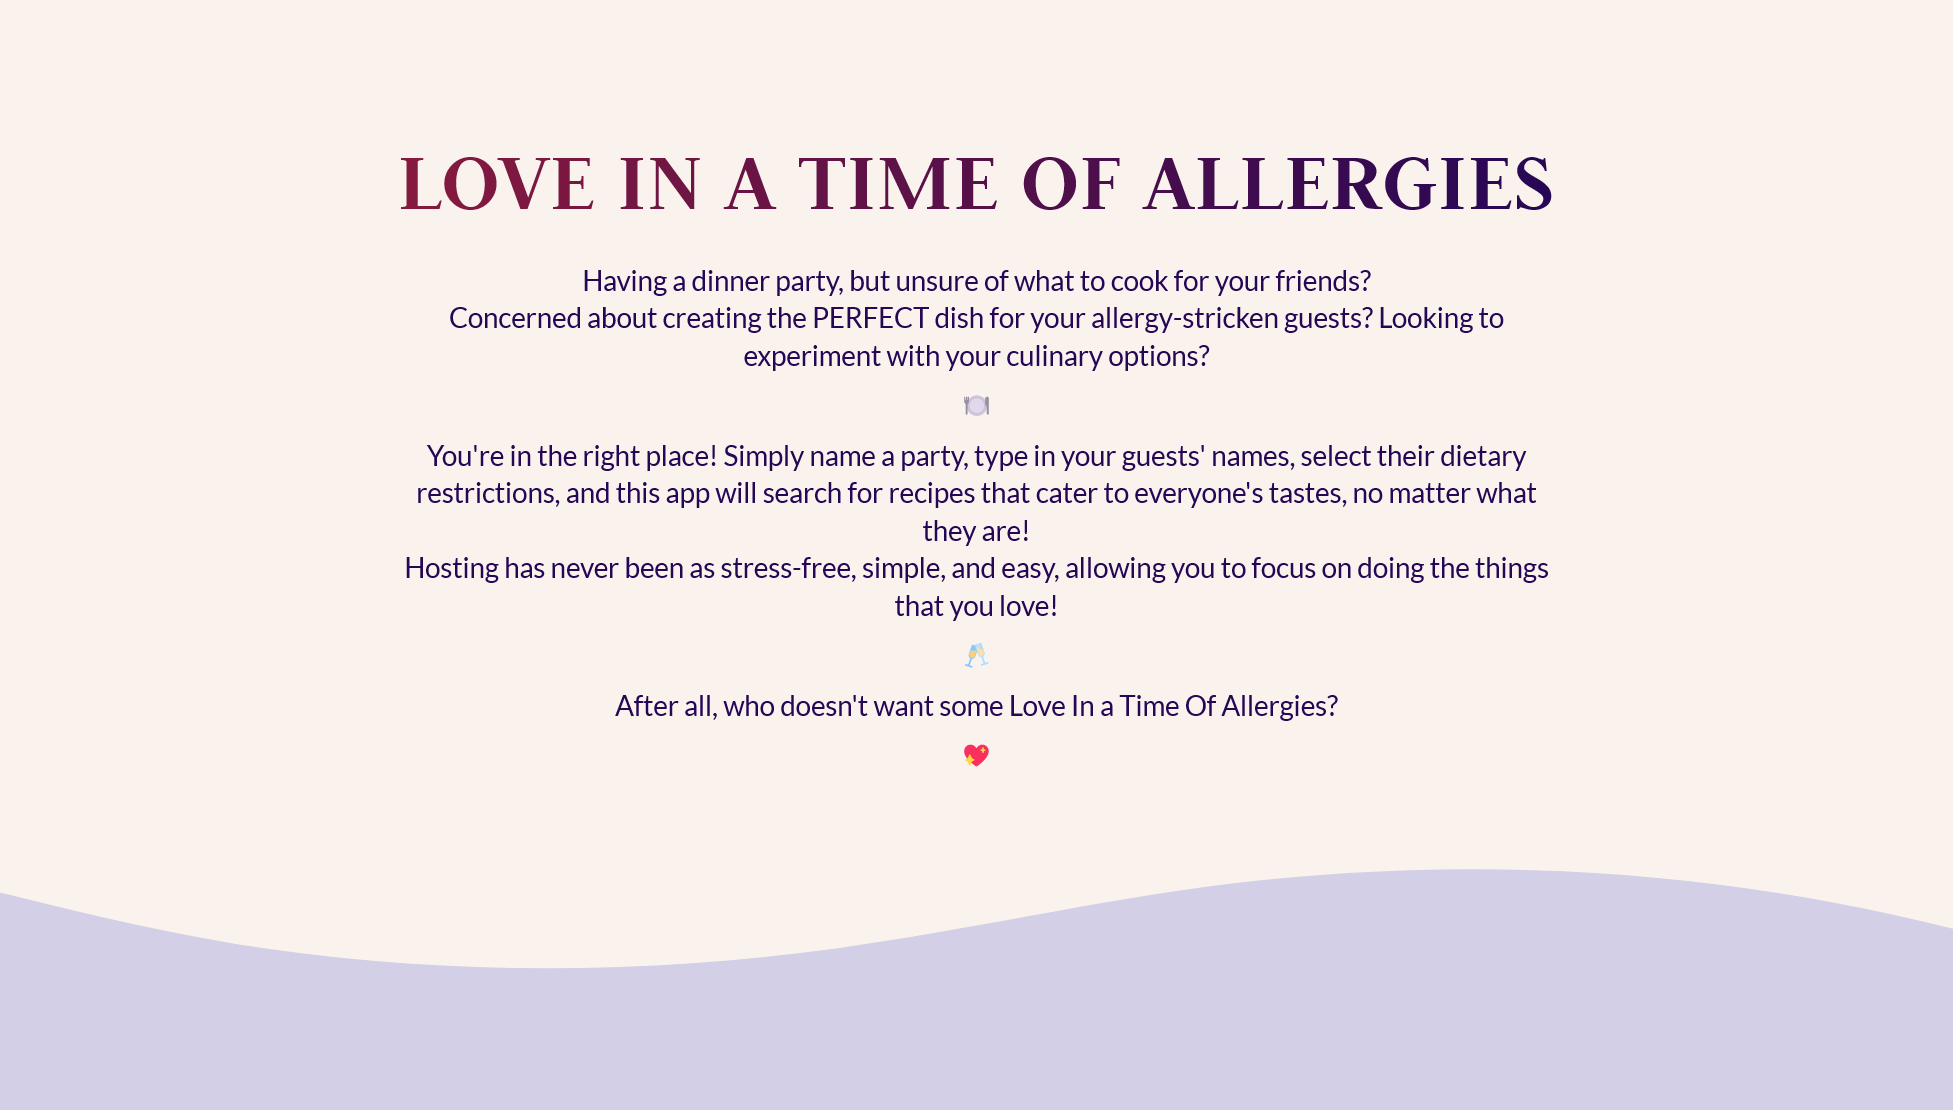 LOVE IN A TIME OF ALLERGIES
Having a dinner party, but unsure of what to cook for your friends?
Concerned about creating the PERFECT dish for your allergy-stricken guests? Looking to
experiment with your culinary options?
You're in the right place! Simply name a party, type in your guests' names, select their dietary
restrictions, and this app will search for recipes that cater to everyone's tastes, no matter what
they are!
Hosting has never been as stress-free, simple, and easy, allowing you to focus on doing the things
that you love!
After all, who doesn't want some Love In a Time Of Allergies?